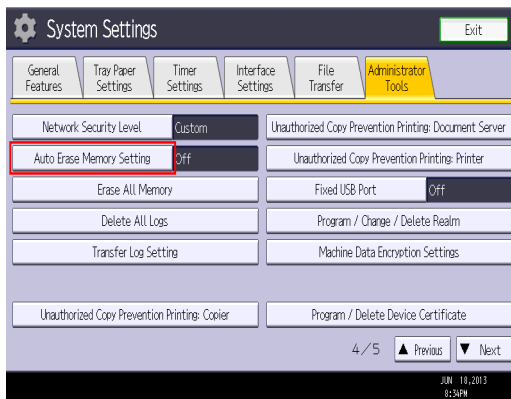 System Settings
Exit
General Features
Tray Paper Settings
Timer Settings
Interface Settings
File Transfer
Administrator Tools
Network Security Level
Custom
Unauthorized Copy Prevention Printing: Document Server
Auto Erase Memory Setting
Off
Unauthorized Copy Prevention Printing: Printer
Erase All Memory
Fixed USB Port
Off
Delete All Logs
Program / Change / Delete Realm
Transfer Log Setting
Machine Data Encryption Settings
Unauthorized Copy Prevention Printing: Copier
Program / Delete Device Certificate
4/5
▲ Previous
▼ Next
JUN 18,2013
8:34PM